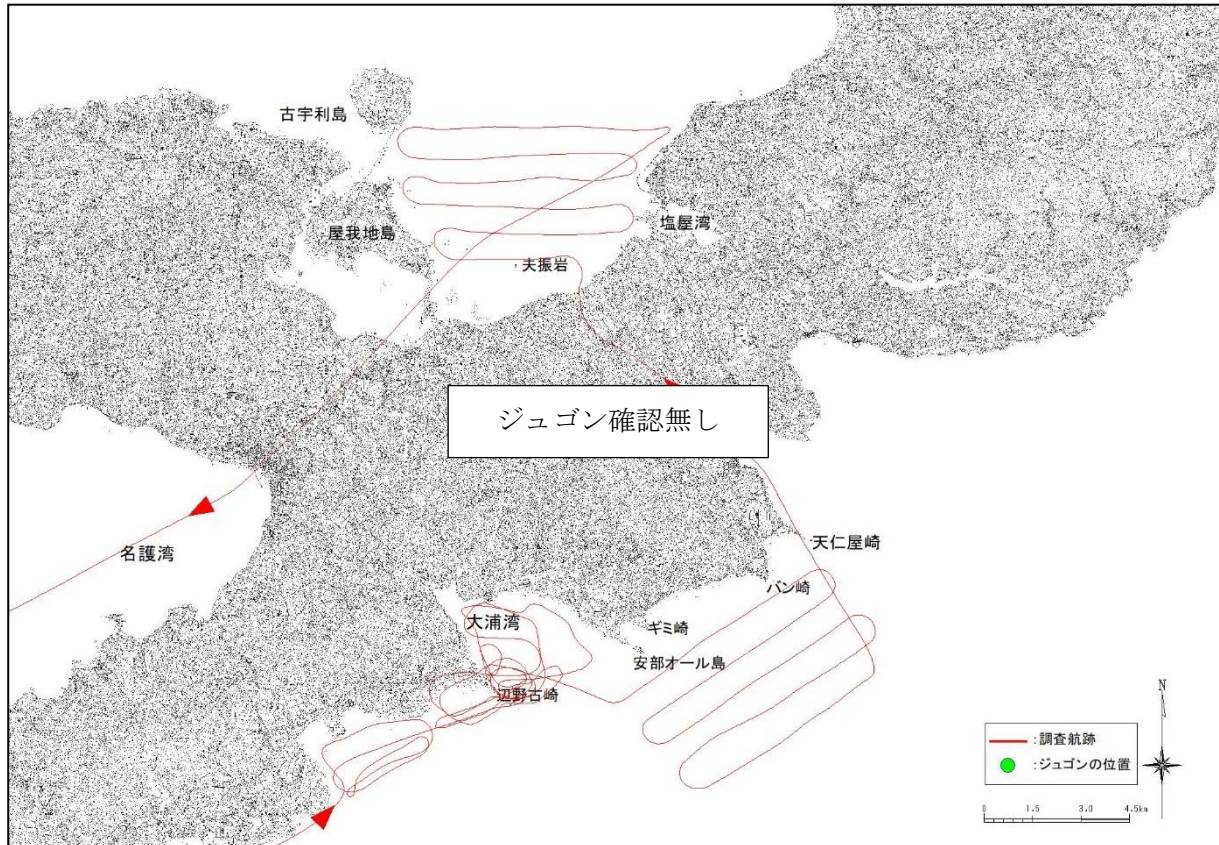 古宇利島
屋我地島
塩屋湾
夫振岩
ジュゴン確認無し
名護湾
天仁屋崎
バン崎
大浦湾
ギミ崎
安部オール島
辺野古崎
N
:調査航跡
:ジュゴンの位置
0 1.5 3.0 4.5km